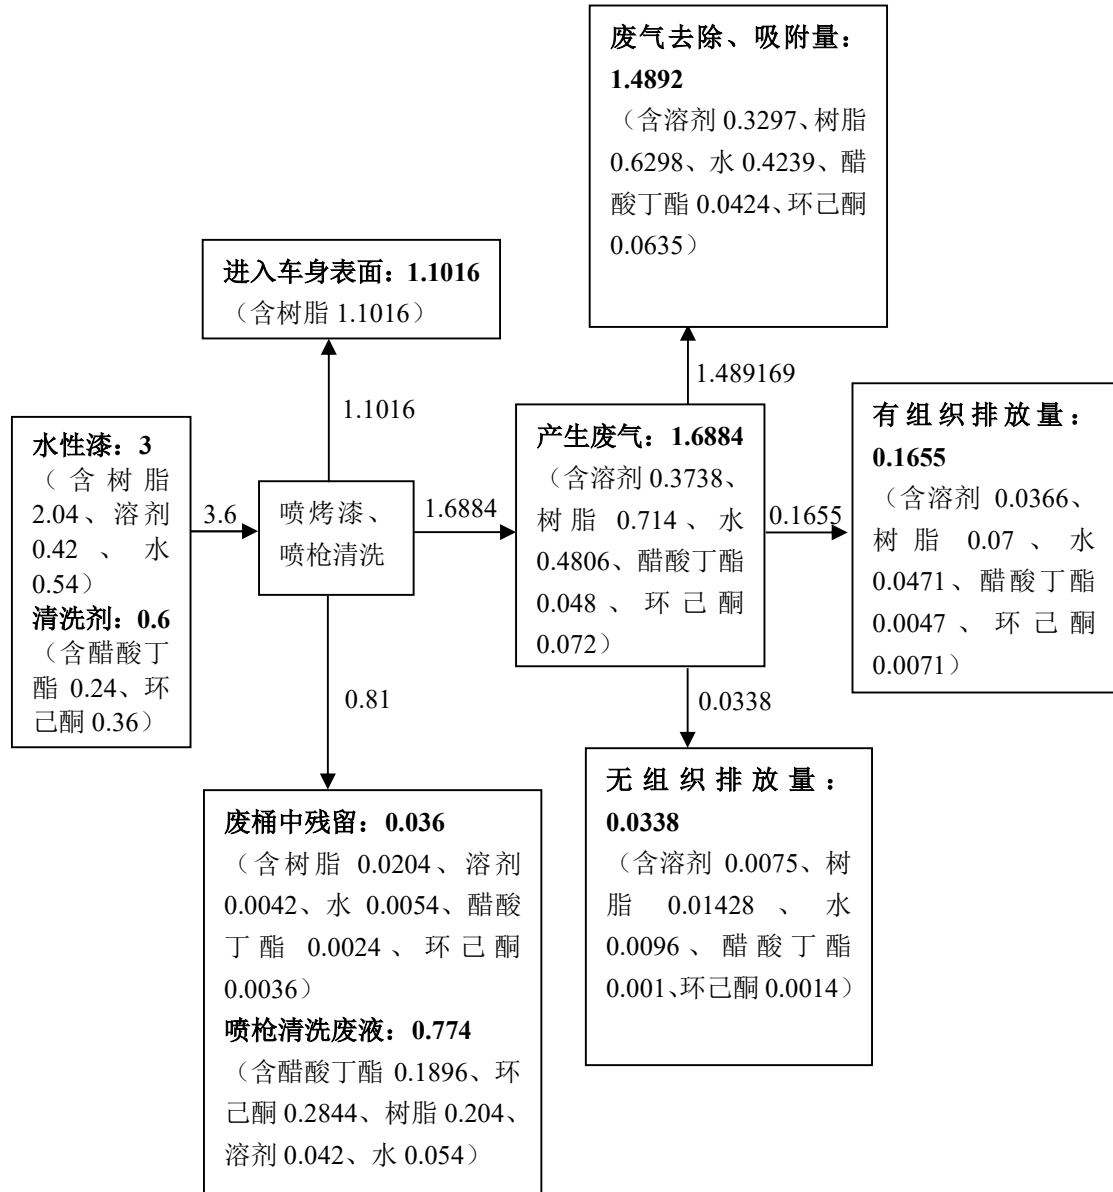 废气去除、吸附量：
1.4892
（含溶剂 0.3297、树脂
0.6298、水 0.4239、醋
酸丁酯 0.0424、环己酮
0.0635）
进入车身表面：1.1016
（含树脂 1.1016）
1.489169
1.1016
水性漆：3
（含树脂
2.04、溶剂
0.42、水
0.54）
清洗剂：0.6
（含醋酸丁
酯 0.24、环
己酮 0.36）
3.6
喷烤漆、
喷枪清洗
1.6884
产生废气：1.6884
（含溶剂 0.3738、
树脂 0.714、水
0.4806、醋酸丁酯
0.048、环己酮
0.072）
0.1655
有组织排放量：
0.1655
（含溶剂 0.0366、
树脂 0.07、水
0.0471、醋酸丁酯
0.0047、环己酮
0.0071）
0.81
0.0338
废桶中残留：0.036
（含树脂 0.0204、溶剂
0.0042、水 0.0054、醋酸
丁酯 0.0024、环己酮
0.0036）
喷枪清洗废液：0.774
（含醋酸丁酯 0.1896、环
己酮 0.2844、树脂 0.204、
溶剂 0.042、水 0.054）
无组织排放量：
0.0338
（含溶剂 0.0075、树
脂 0.01428、水
0.0096、醋酸丁酯
0.001、环己酮 0.0014）